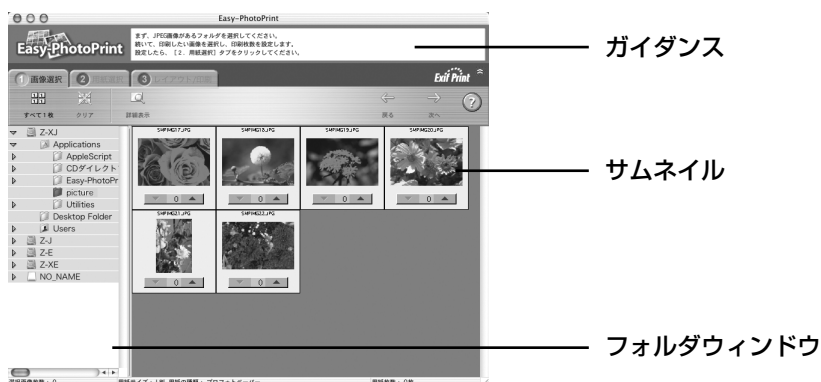 Easy-PhotoPrint
Easy-PhotoPrint
まず、JPEG画像があるフォルダを選択してください。
続いて、印刷したい画像を選択し、印刷枚数を設定します。
設定したら、［2．用紙選択］タブをクリックしてください。
ガイダンス
1 画像選択 2 用紙選択 3 レイアウト/印刷
Exif Print
すべて1枚 クリア 詳細表示 戻る 次へ ?
Z-XJ
Applications
AppleScript
CDダイレクト
Easy-PhotoPr
picture
Utilities
Desktop Folder
Users
Z-J
Z-E
Z-XE
NO_NAME
SMPIMG17.JPG SMPIMG18.JPG SMPIMG19.JPG SMPIMG20.JPG
0 0 0 0
サムネイル
SMPIMG21.JPG SMPIMG22.JPG
0 0
フォルダウィンドウ